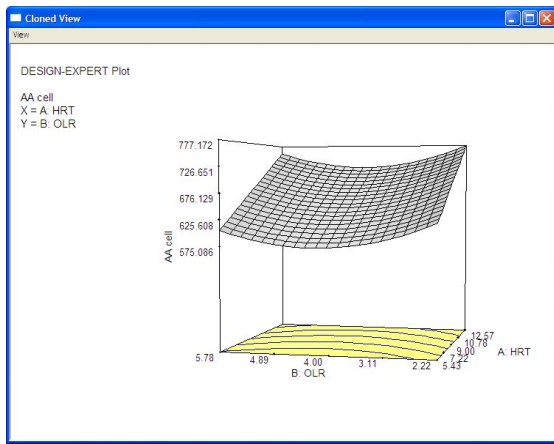 Cloned View
View
DESIGN-EXPERT Plot
AA cell
X = A: HRT
Y = B: OLR
777.172
726.651
676.129
625.608
575.086
AA cell
5.78
4.89
4.00
3.11
2.22
B: OLR
5.43
7.22
9.00
10.78
12.57
A: HRT